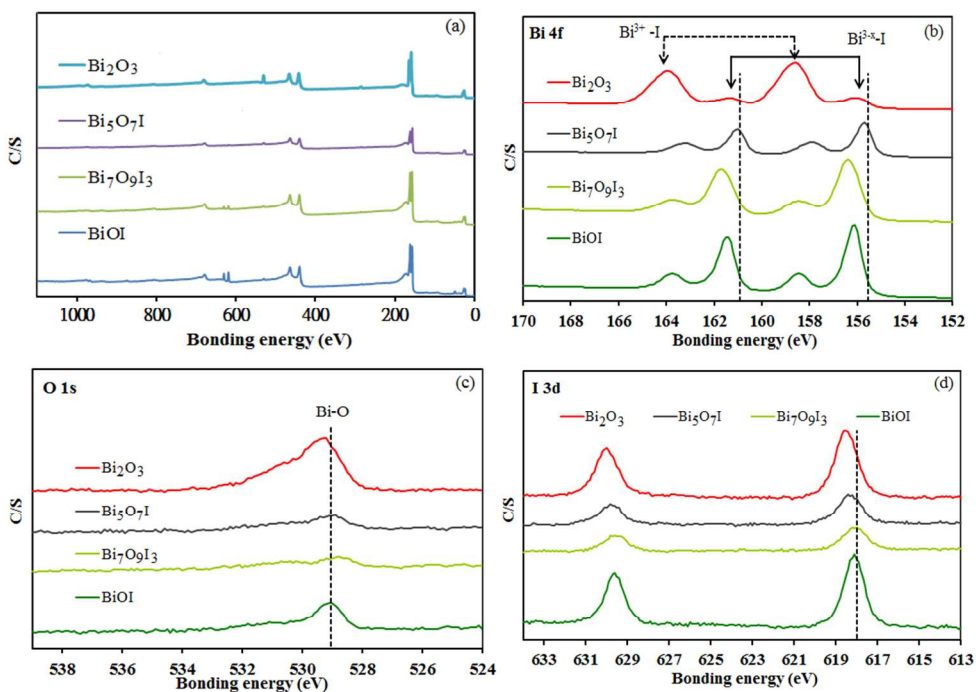 (a)
C/S
Bi2O3
Bi5O7I
Bi7O9I3
BiOI
1000 800 600 400 200 0
Bonding energy (eV)
Bi 4f
Bi3+ -I
Bi3-x-I
(b)
C/S
Bi2O3
Bi5O7I
Bi7O9I3
BiOI
170 168 166 164 162 160 158 156 154 152
Bonding energy (eV)
O 1s
(c)
Bi-O
C/S
Bi2O3
Bi5O7I
Bi7O9I3
BiOI
538 536 534 532 530 528 526 524
Bonding energy (eV)
I 3d
(d)
Bi2O3 Bi5O7I Bi7O9I3 BiOI
C/S
633 631 629 627 625 623 621 619 617 615 613
Bonding energy (eV)